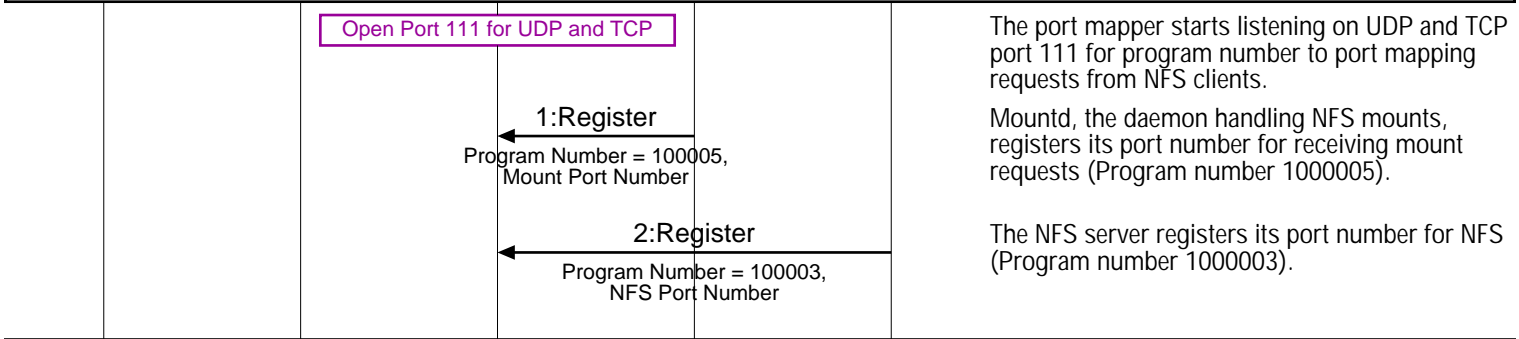 Open Port 111 for UDP and TCP
The port mapper starts listening on UDP and TCP
port 111 for program number to port mapping
requests from NFS clients.
1:Register
Program Number = 100005,
Mount Port Number
Mountd, the daemon handling NFS mounts,
registers its port number for receiving mount
requests (Program number 1000005).
2:Register
Program Number = 100003,
NFS Port Number
The NFS server registers its port number for NFS
(Program number 1000003).